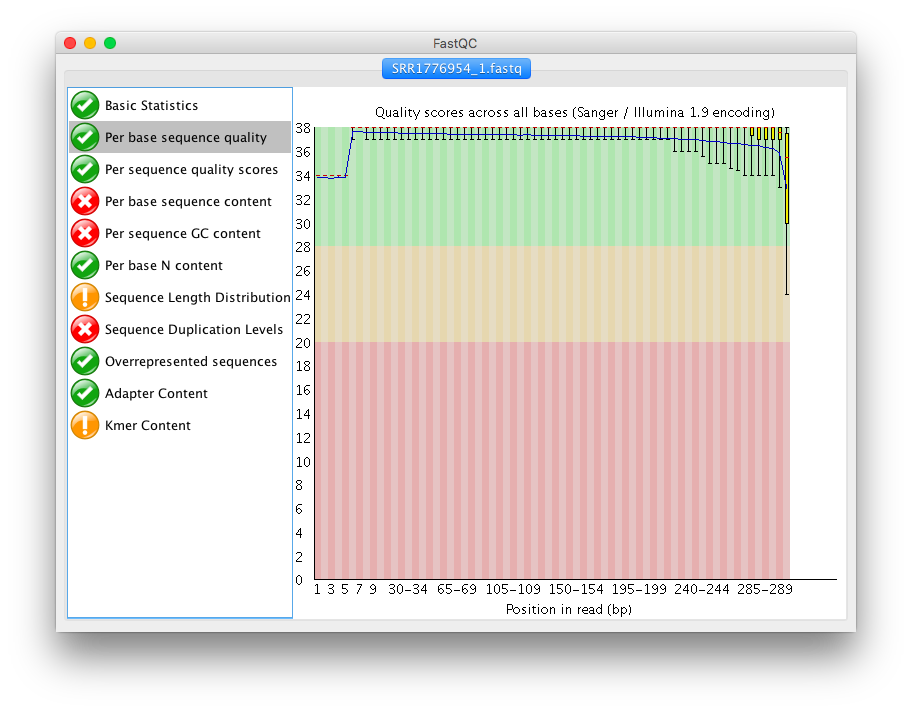 FastQC
SRR1776954_1.fastq
Basic Statistics
Per base sequence quality
Per sequence quality scores
Per base sequence content
Per sequence GC content
Per base N content
Sequence Length Distribution
Sequence Duplication Levels
Overrepresented sequences
Adapter Content
Kmer Content
Quality scores across all bases (Sanger / Illumina 1.9 encoding)
38
36
34
32
30
28
26
24
22
20
18
16
14
12
10
8
6
4
2
0
1 3 5 7 9 30-34 65-69 105-109 150-154 195-199 240-244 285-289
Position in read (bp)